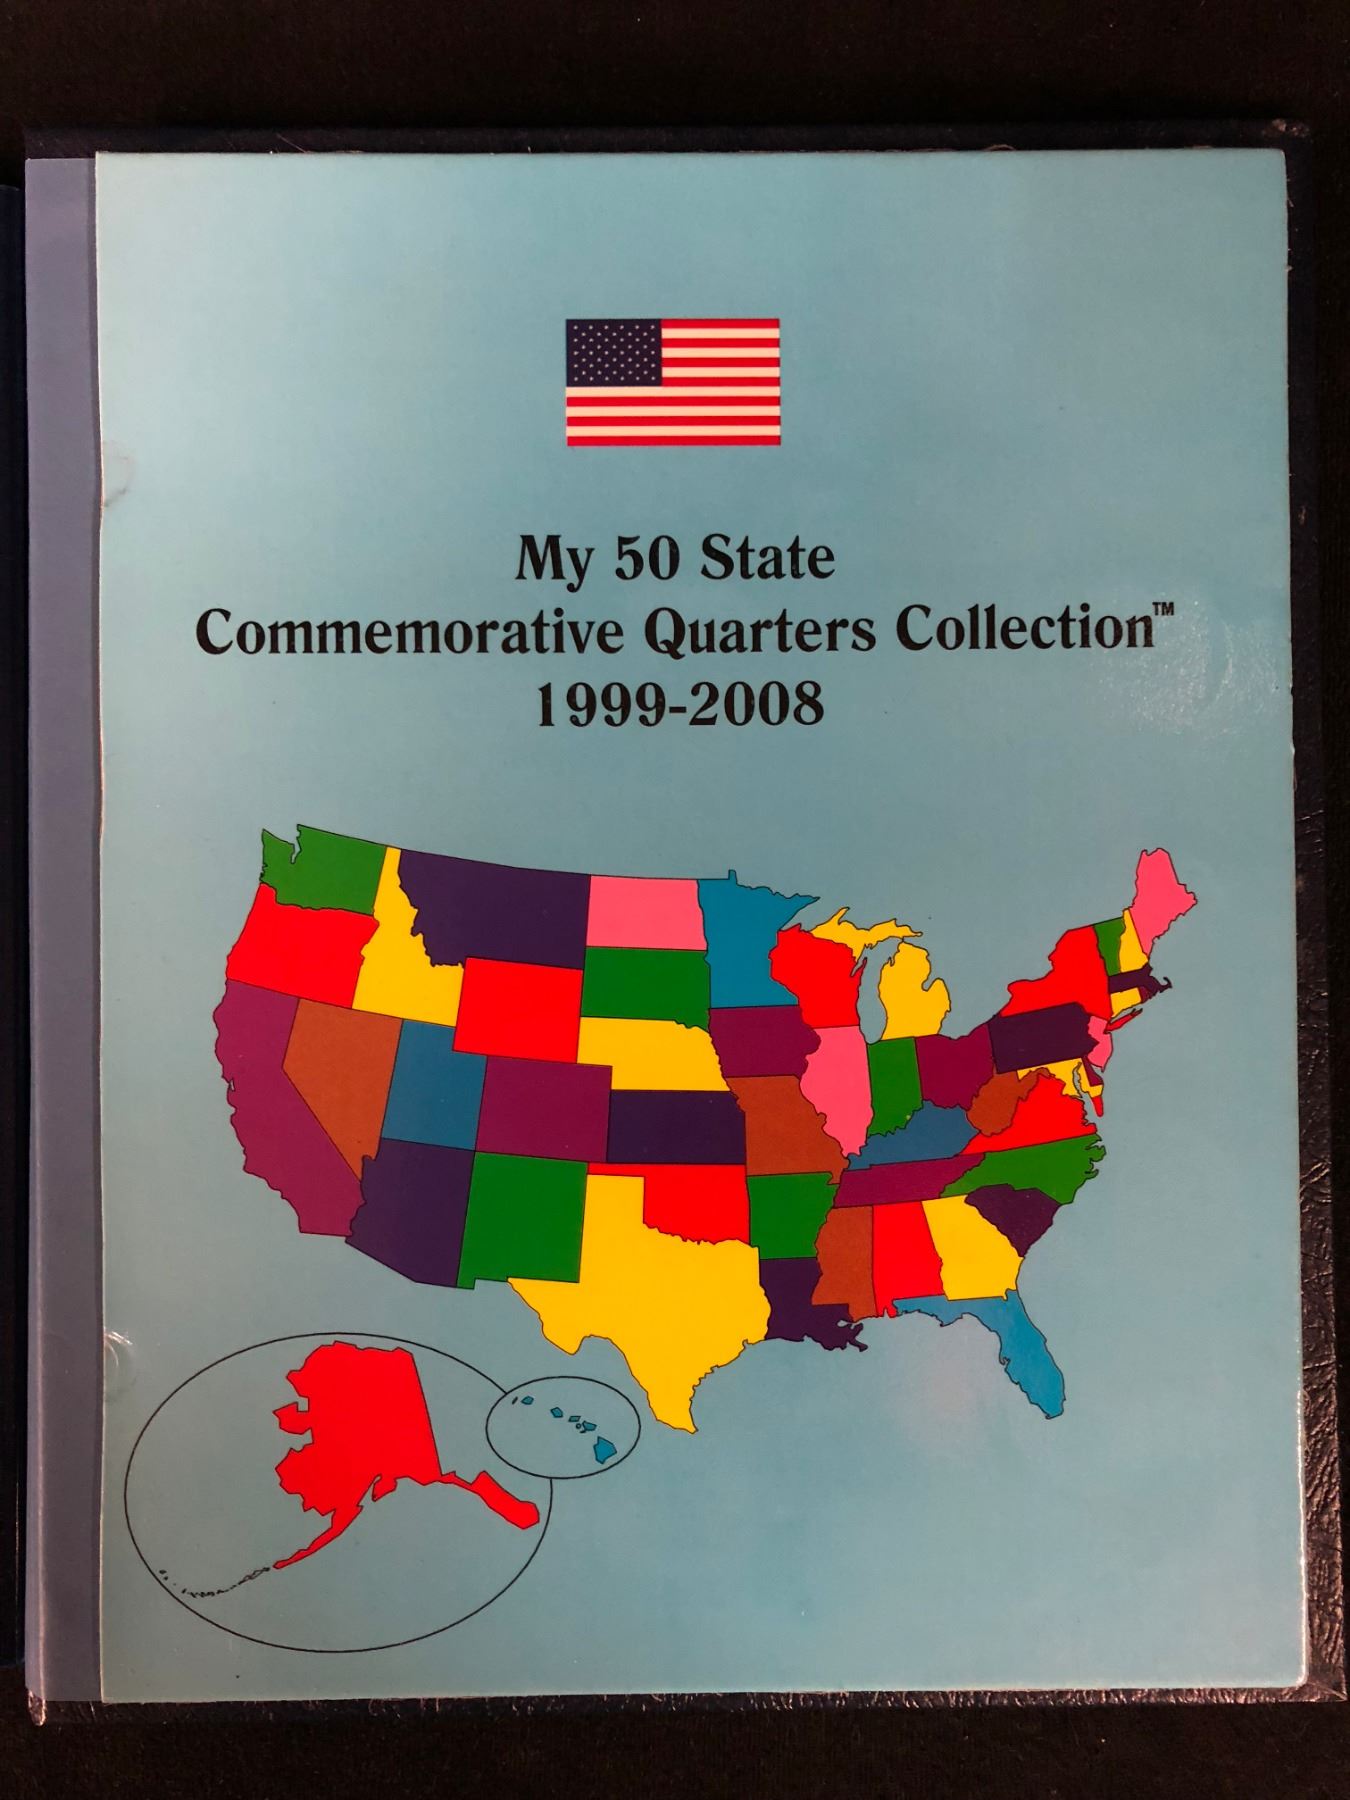 My 50 State
Commemorative Quarters Collection™
1999-2008